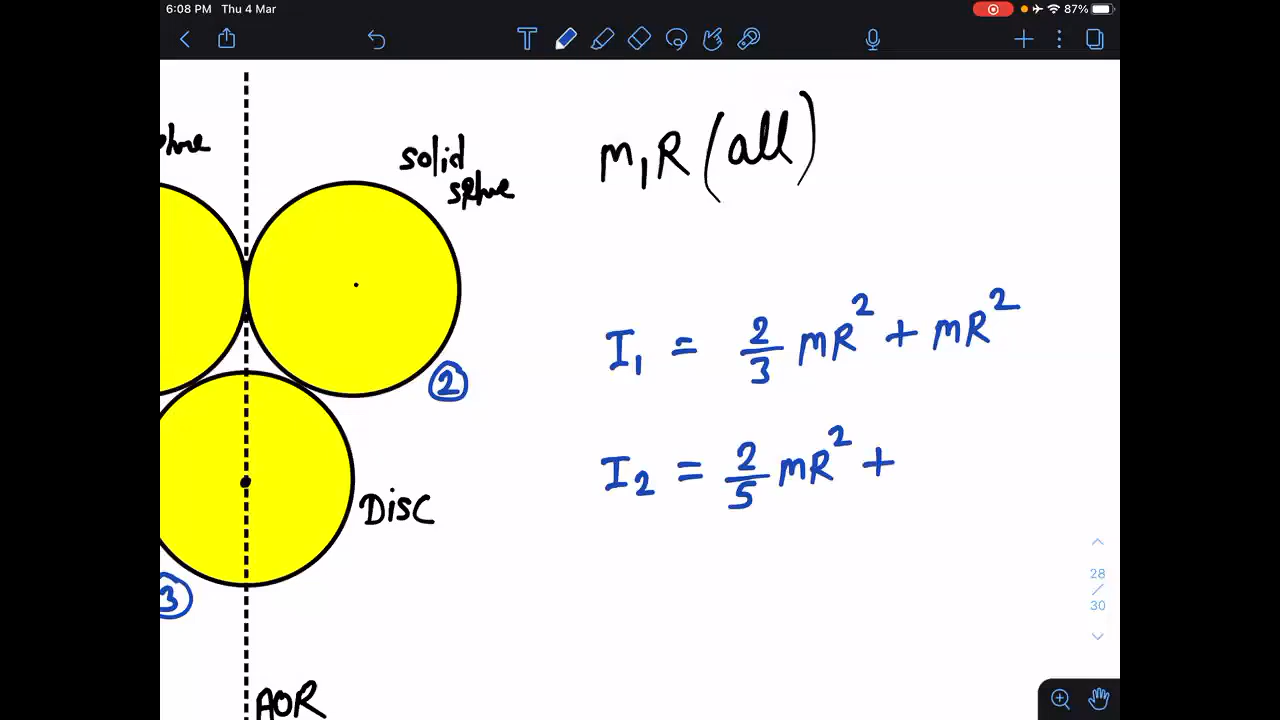 6:08 PM Thu 4 Mar
87%
solid
sphere
m, R (all)
I₁ = 2/3 mR² + mR²
②
I₂ = 2/5 mR² +
DISC
③
28
/
30
AOR